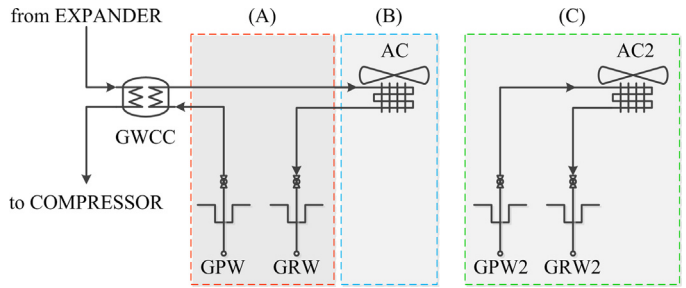 from EXPANDER
(A)
(B)
(C)
AC
AC2
GWCC
to COMPRESSOR
GPW
GRW
GPW2
GRW2